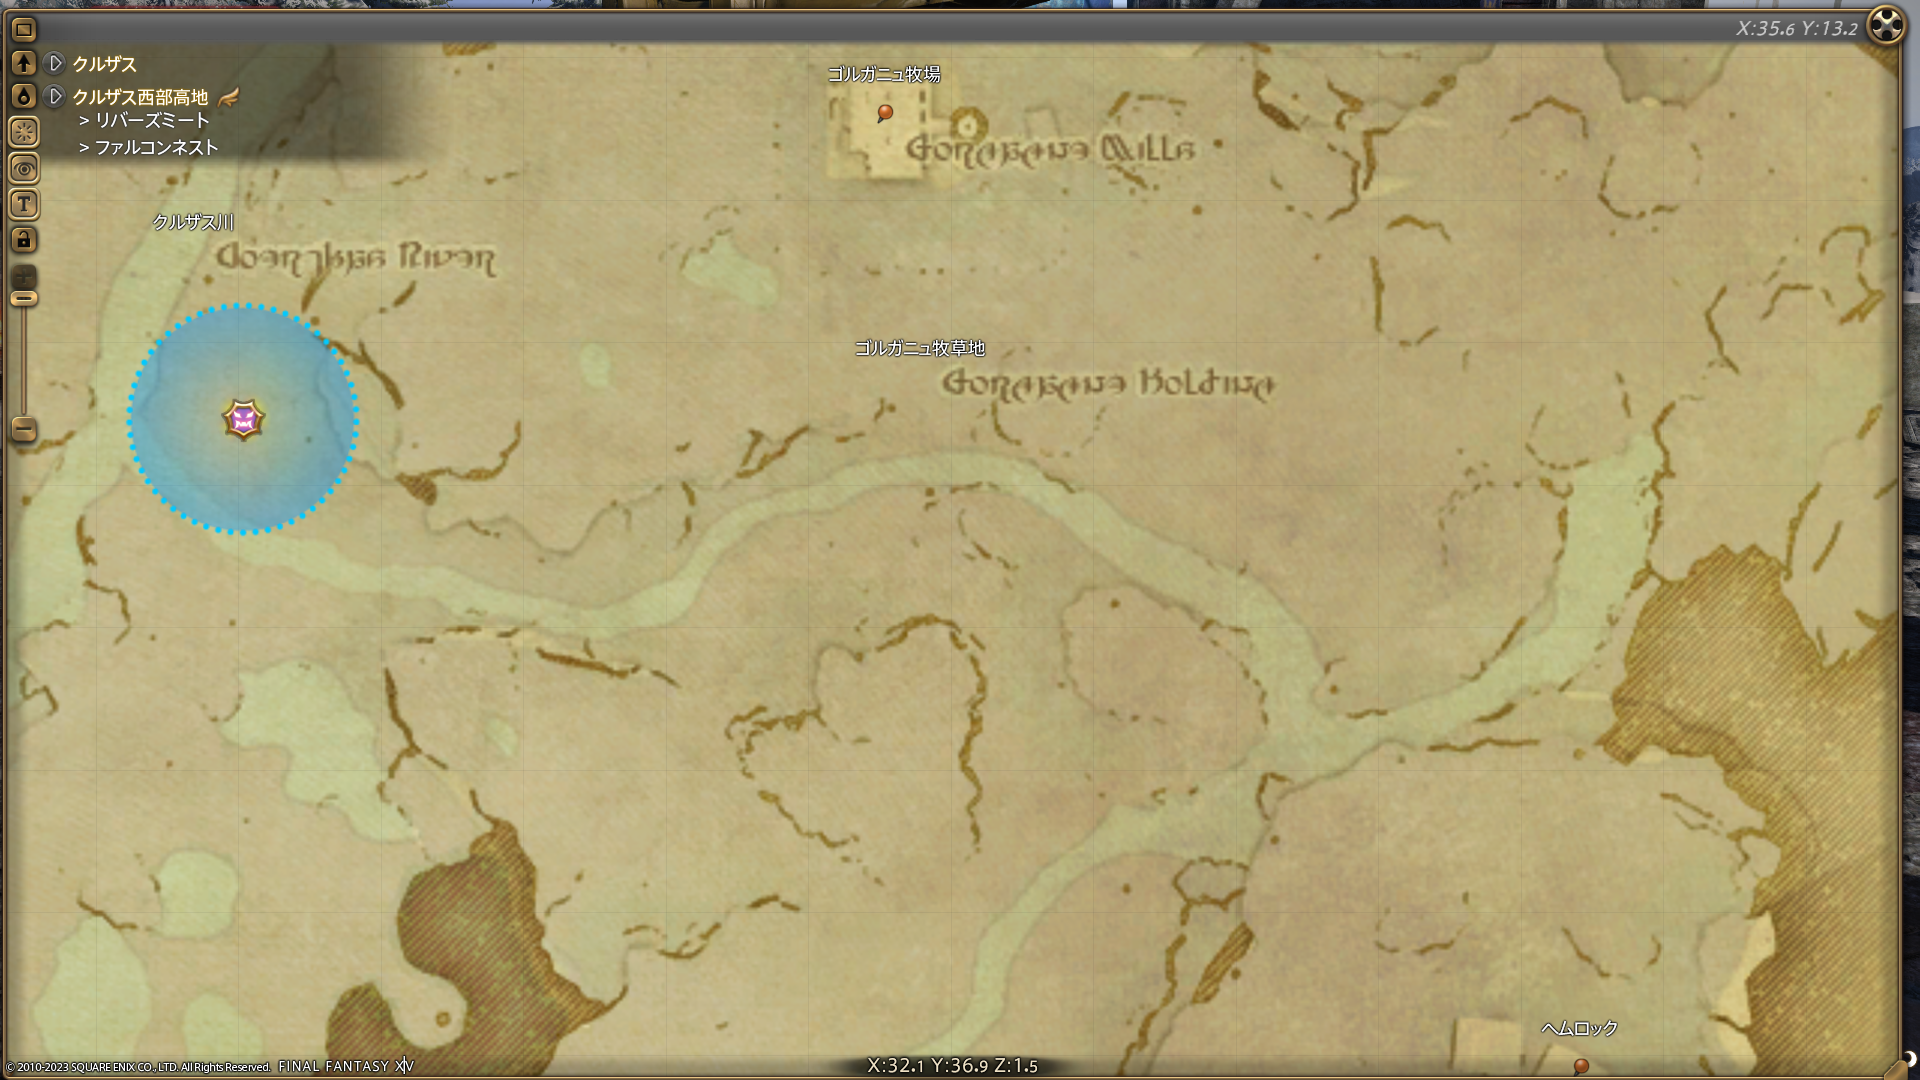 X:35.6 Y:13.2
クルザス
クルザス西部高地
> リバーズミート
> ファルコンネスト
ゴルガニュ牧場
Gorgagne Mills
クルザス川
Coerthas River
ゴルガニュ牧草地
Gorgagne Holding
ヘムロック
© 2010-2023 SQUARE ENIX CO., LTD. All Rights Reserved. FINAL FANTASY XIV
X:32.1 Y:36.9 Z:1.5